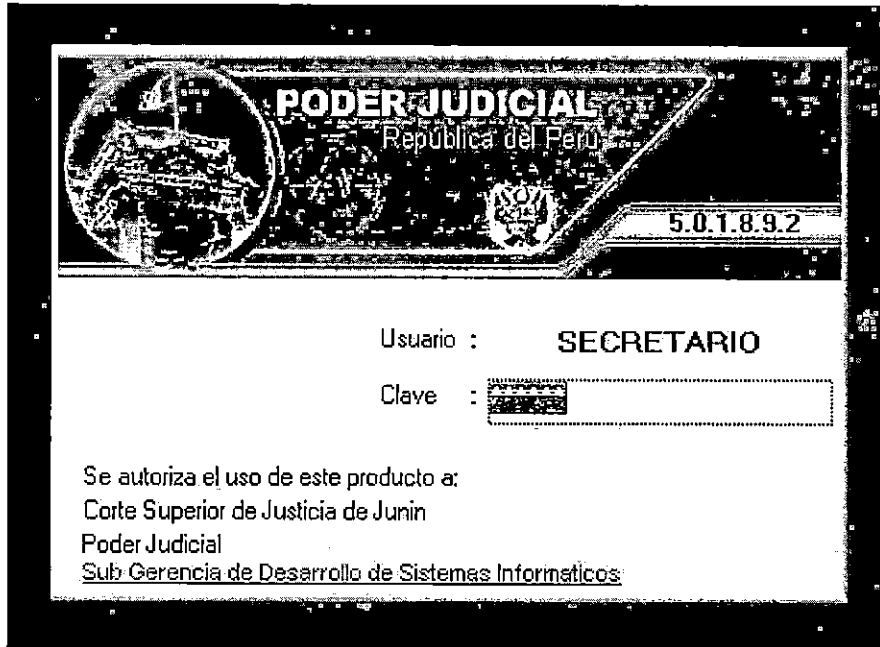 PODER JUDICIAL
República del Perú
5.0.1.8.9.2
Usuario : SECRETARIO
Clave :
Se autoriza el uso de este producto a:
Corte Superior de Justicia de Junin
Poder Judicial
Sub Gerencia de Desarrollo de Sistemas Informaticos